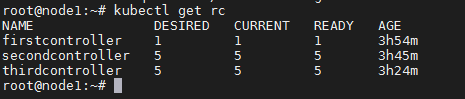 root@node1:~# kubectl get rc
NAME DESIRED CURRENT READY AGE
firstcontroller 1 1 1 3h54m
secondcontroller 5 5 5 3h45m
thirdcontroller 5 5 5 3h24m
root@node1:~#